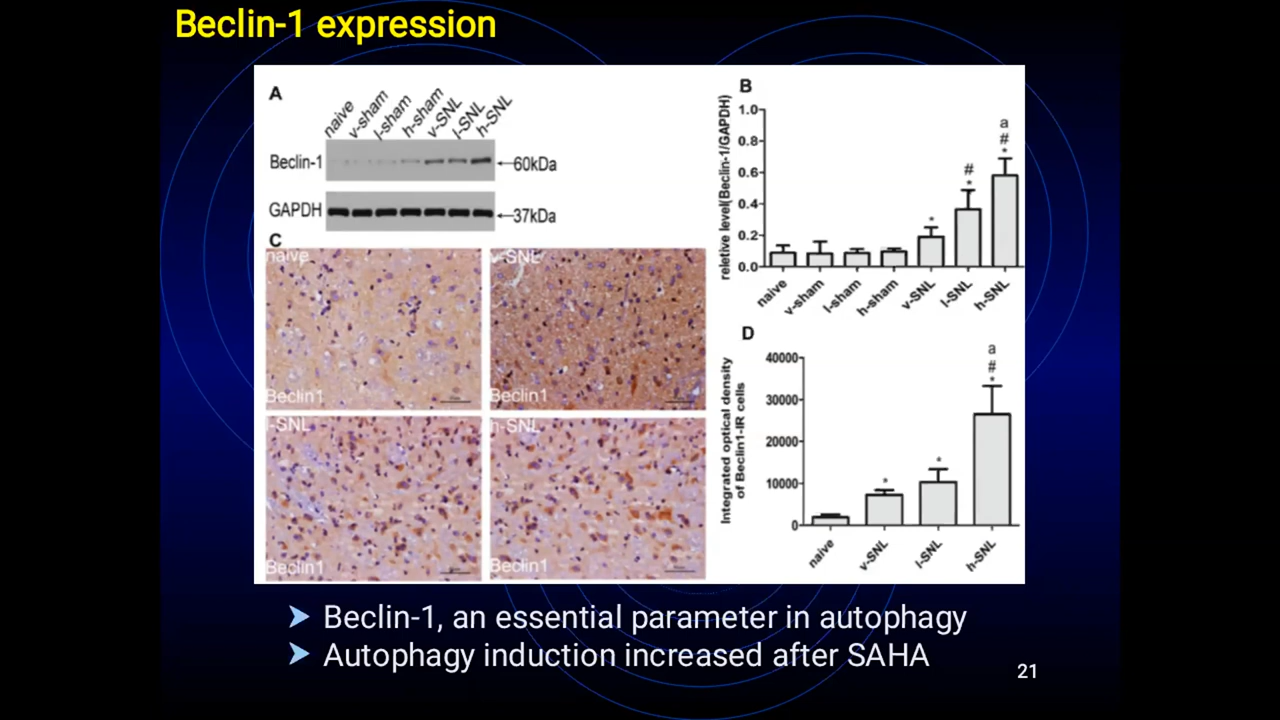 Beclin-1 expression
A
naive
v-sham
l-sham
h-sham
v-SNL
l-SNL
h-SNL
Beclin-1
60kDa
GAPDH
37kDa
B
reletive level(Beclin-1/GAPDH)
1.0
0.8
0.6
0.4
0.2
0.0
*
#
*
a
#
*
naive
v-sham
l-sham
h-sham
v-SNL
l-SNL
h-SNL
C
naive
Beclin1
v-SNL
Beclin1
l-SNL
Beclin1
h-SNL
Beclin1
D
Integrated optical density
of Beclin1-IR cells
40000
30000
20000
10000
0
*
*
a
#
*
naive
v-SNL
l-SNL
h-SNL
Beclin-1, an essential parameter in autophagy
Autophagy induction increased after SAHA
21